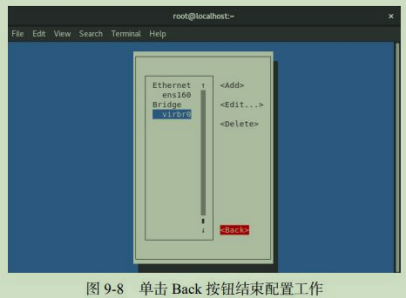 root@localhost:~ ×
File Edit View Search Terminal Help
Ethernet ↑ <Add>
ens160
Bridge <Edit...>
virbr0
<Delete>
↓ <Back>
图 9-8 单击 Back 按钮结束配置工作